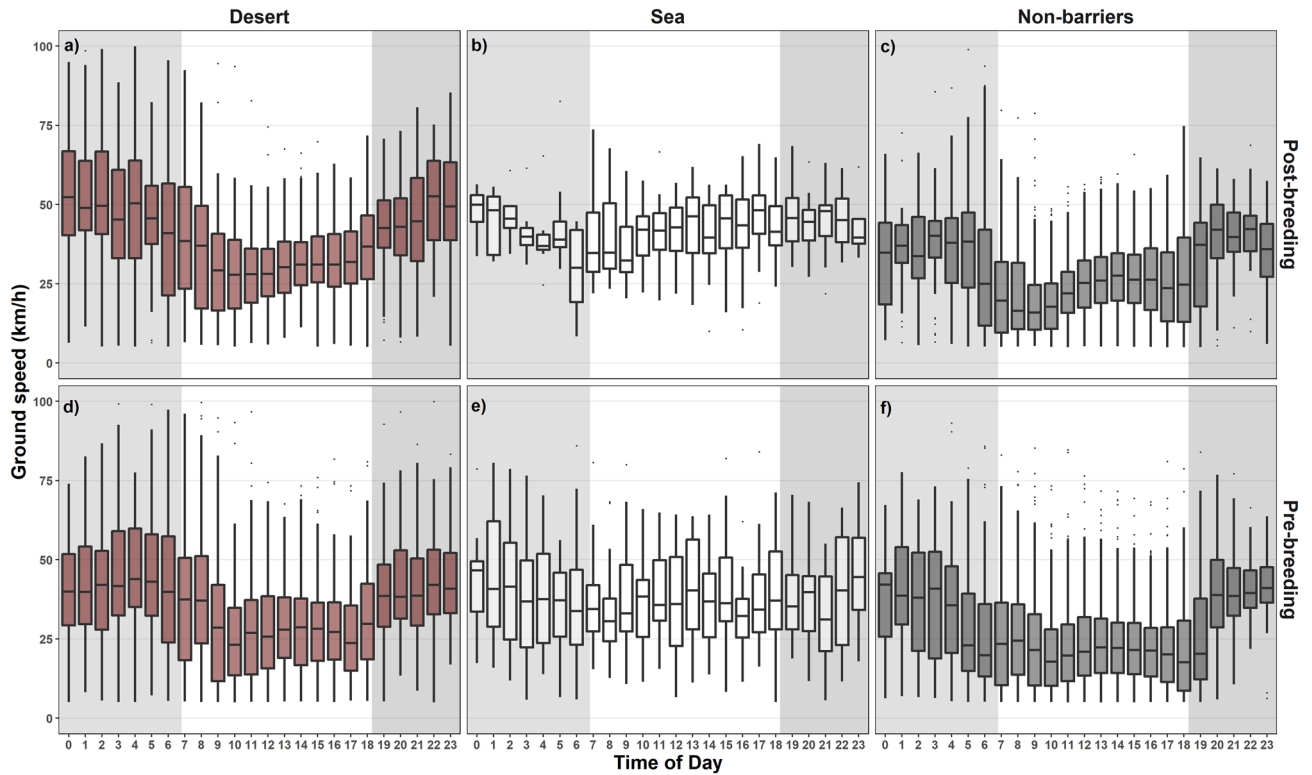 Desert Sea Non-barriers
a) b) c)
100
75
50
25
0
Post-breeding
d) e) f)
100
75
50
25
0
Pre-breeding
Ground speed (km/h)
0 1 2 3 4 5 6 7 8 9 10 11 12 13 14 15 16 17 18 19 20 21 22 23 0 1 2 3 4 5 6 7 8 9 10 11 12 13 14 15 16 17 18 19 20 21 22 23 0 1 2 3 4 5 6 7 8 9 10 11 12 13 14 15 16 17 18 19 20 21 22 23
Time of Day